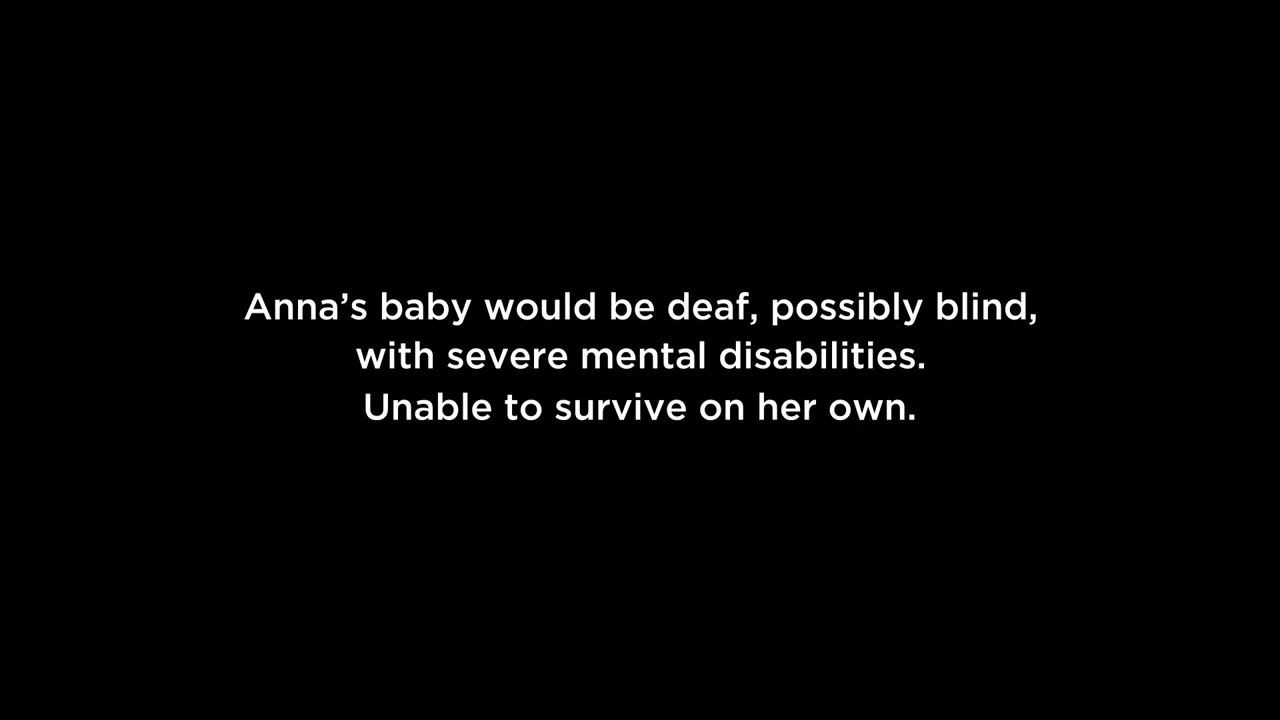 Anna’s baby would be deaf, possibly blind,
with severe mental disabilities.
Unable to survive on her own.